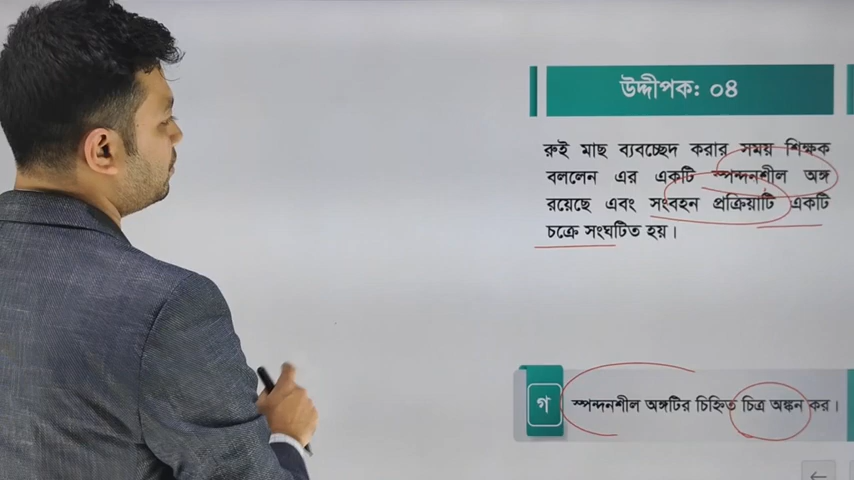 উদ্দীপক: ০৪
রুই মাছ ব্যবচ্ছেদ করার সময় শিক্ষক
বললেন এর একটি স্পন্দনশীল অঙ্গ
রয়েছে এবং সংবহন প্রক্রিয়াটি একটি
চক্রে সংঘটিত হয়।
গ
স্পন্দনশীল অঙ্গটির চিহ্নিত চিত্র অঙ্কন কর।